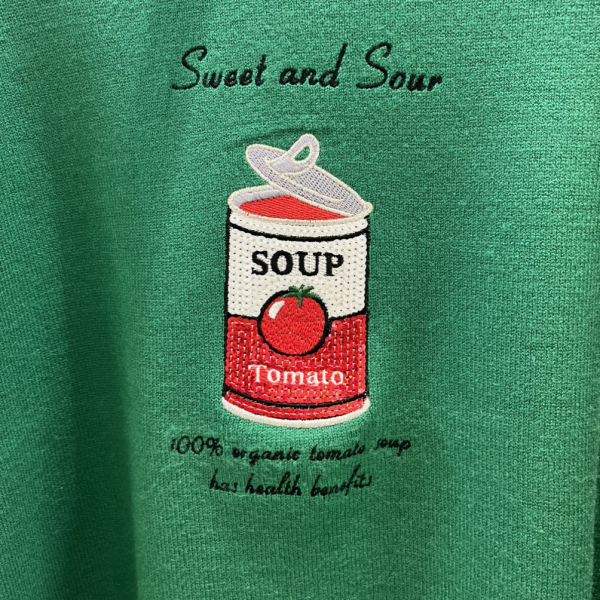 Sweet and Sour
SOUP
Tomato
100% organic tomato soup
has health benefits